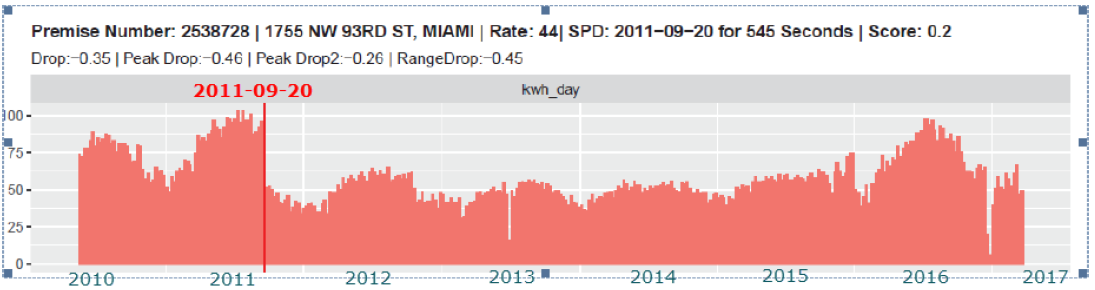 Premise Number: 2538728 | 1755 NW 93RD ST, MIAMI | Rate: 44| SPD: 2011−09−20 for 545 Seconds | Score: 0.2
Drop:−0.35 | Peak Drop:−0.46 | Peak Drop2:−0.26 | RangeDrop:−0.45
2011-09-20
kwh_day
00
75
50
25
0
2010 2011 2012 2013 2014 2015 2016 2017